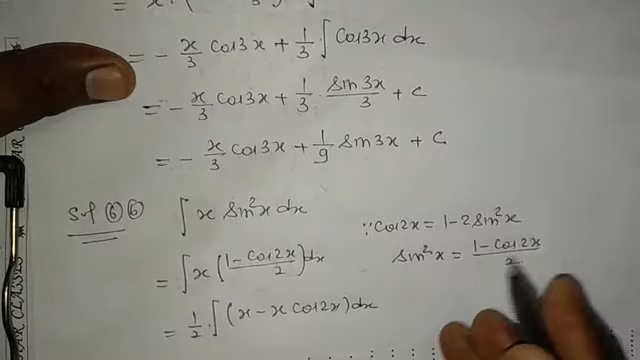 = -x/3 cos3x + 1/3 ∫ cos3x dx
= -x/3 cos3x + 1/3 · sin3x/3 + c
= -x/3 cos3x + 1/9 sin3x + c
∫ x sin²x dx
∵ cos2x = 1 - 2sin²x
= ∫ x (1 - cos2x / 2) dx
sin²x = 1 - cos2x / 2
= 1/2 ∫ (x - x cos2x) dx